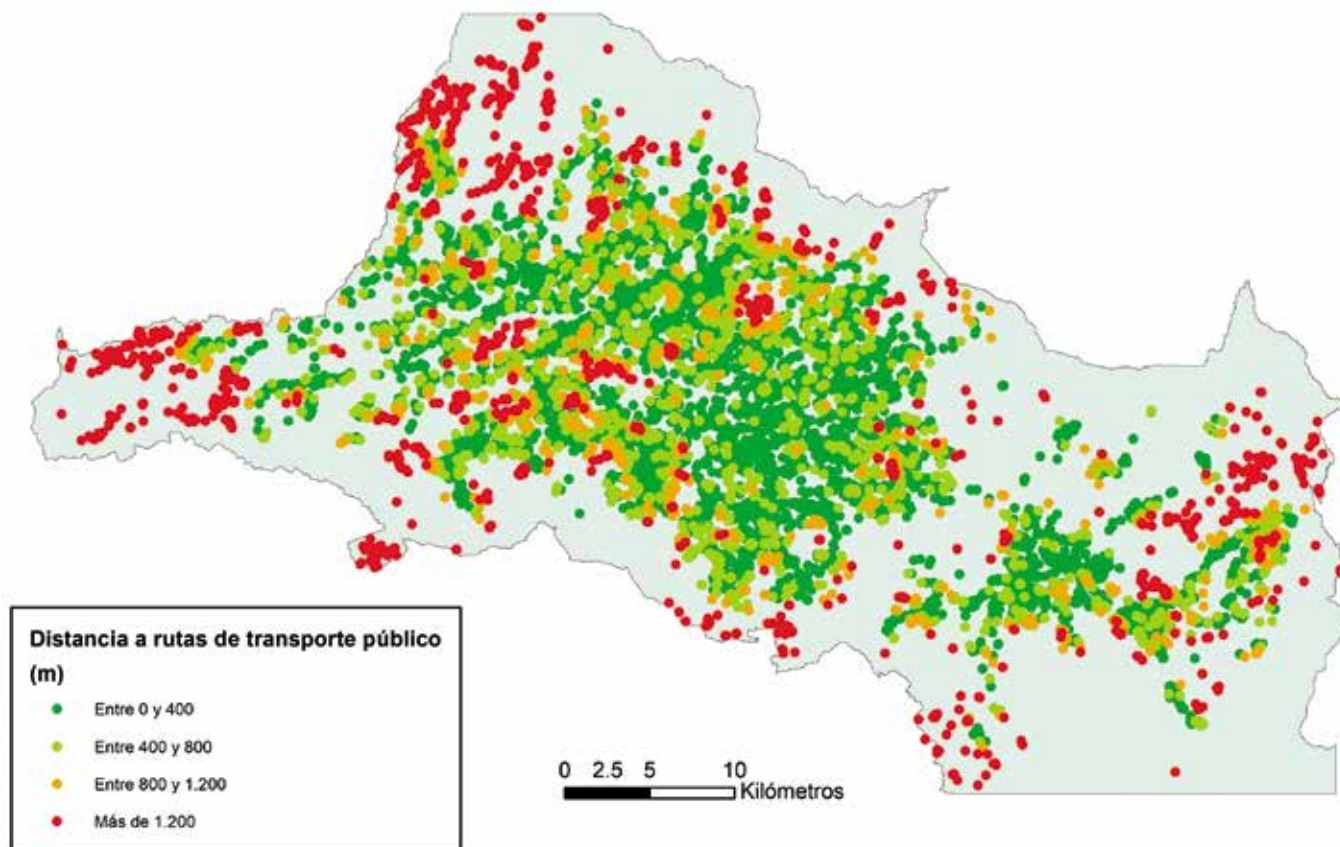 Distancia a rutas de transporte público
(m)
Entre 0 y 400
Entre 400 y 800
Entre 800 y 1.200
Más de 1.200
0 2.5 5 10
Kilómetros